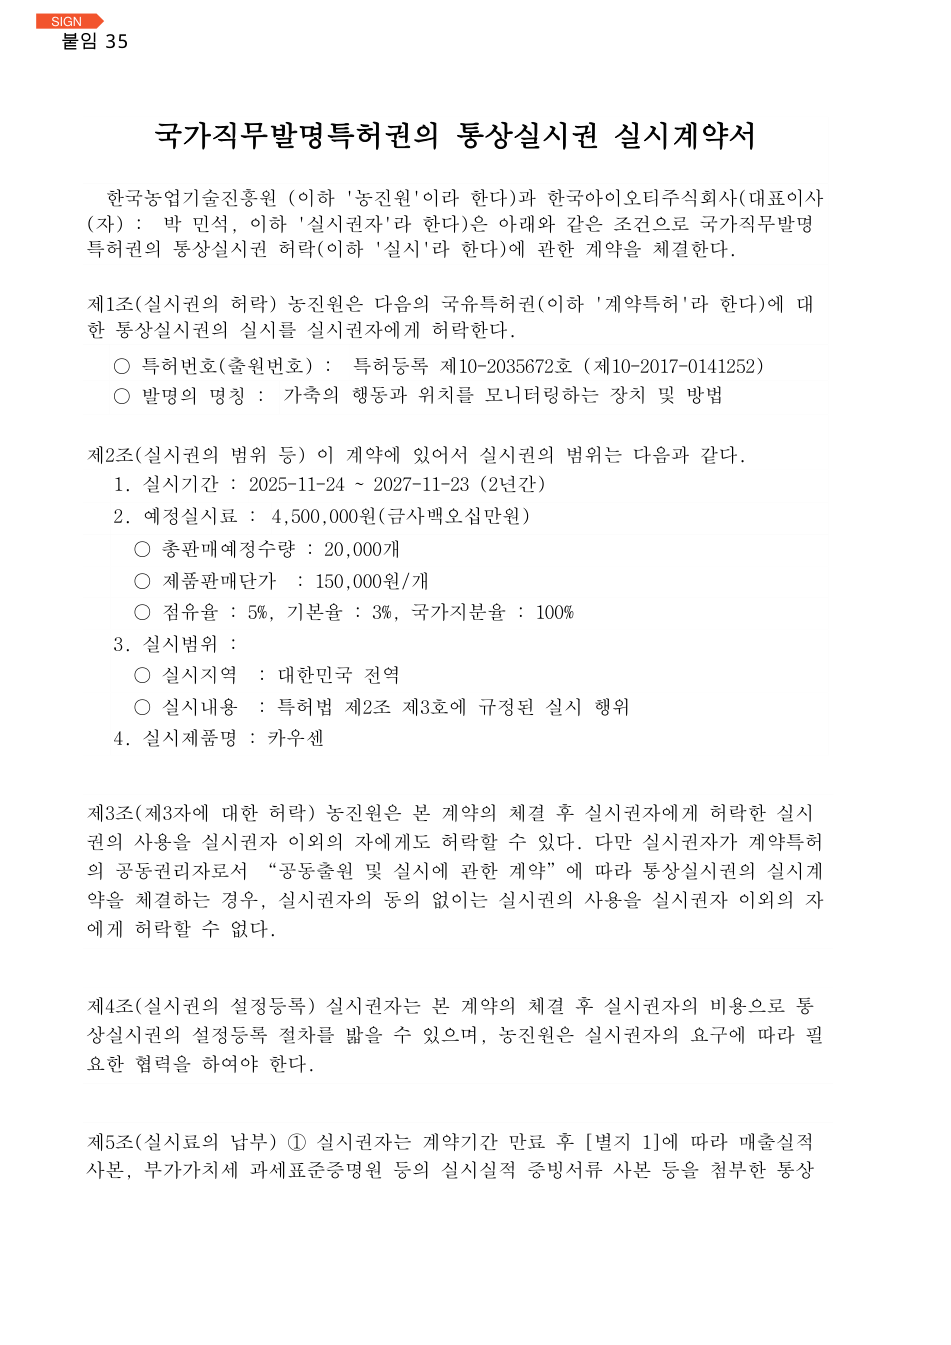 SIGN
붙임 35
국가직무발명특허권의 통상실시권 실시계약서
한국농업기술진흥원 (이하 '농진원'이라 한다)과 한국아이오티주식회사(대표이사
(자) : 박 민석, 이하 '실시권자'라 한다)은 아래와 같은 조건으로 국가직무발명
특허권의 통상실시권 허락(이하 '실시'라 한다)에 관한 계약을 체결한다.
제1조(실시권의 허락) 농진원은 다음의 국유특허권(이하 '계약특허'라 한다)에 대
한 통상실시권의 실시를 실시권자에게 허락한다.
○ 특허번호(출원번호) : 특허등록 제10-2035672호 (제10-2017-0141252)
○ 발명의 명칭 : 가축의 행동과 위치를 모니터링하는 장치 및 방법
제2조(실시권의 범위 등) 이 계약에 있어서 실시권의 범위는 다음과 같다.
1. 실시기간 : 2025-11-24 ~ 2027-11-23 (2년간)
2. 예정실시료 : 4,500,000원(금사백오십만원)
○ 총판매예정수량 : 20,000개
○ 제품판매단가 : 150,000원/개
○ 점유율 : 5%, 기본율 : 3%, 국가지분율 : 100%
3. 실시범위 :
○ 실시지역 : 대한민국 전역
○ 실시내용 : 특허법 제2조 제3호에 규정된 실시 행위
4. 실시제품명 : 카우센
제3조(제3자에 대한 허락) 농진원은 본 계약의 체결 후 실시권자에게 허락한 실시
권의 사용을 실시권자 이외의 자에게도 허락할 수 있다. 다만 실시권자가 계약특허
의 공동권리자로서 “공동출원 및 실시에 관한 계약”에 따라 통상실시권의 실시계
약을 체결하는 경우, 실시권자의 동의 없이는 실시권의 사용을 실시권자 이외의 자
에게 허락할 수 없다.
제4조(실시권의 설정등록) 실시권자는 본 계약의 체결 후 실시권자의 비용으로 통
상실시권의 설정등록 절차를 밟을 수 있으며, 농진원은 실시권자의 요구에 따라 필
요한 협력을 하여야 한다.
제5조(실시료의 납부) ① 실시권자는 계약기간 만료 후 [별지 1]에 따라 매출실적
사본, 부가가치세 과세표준증명원 등의 실시실적 증빙서류 사본 등을 첨부한 통상